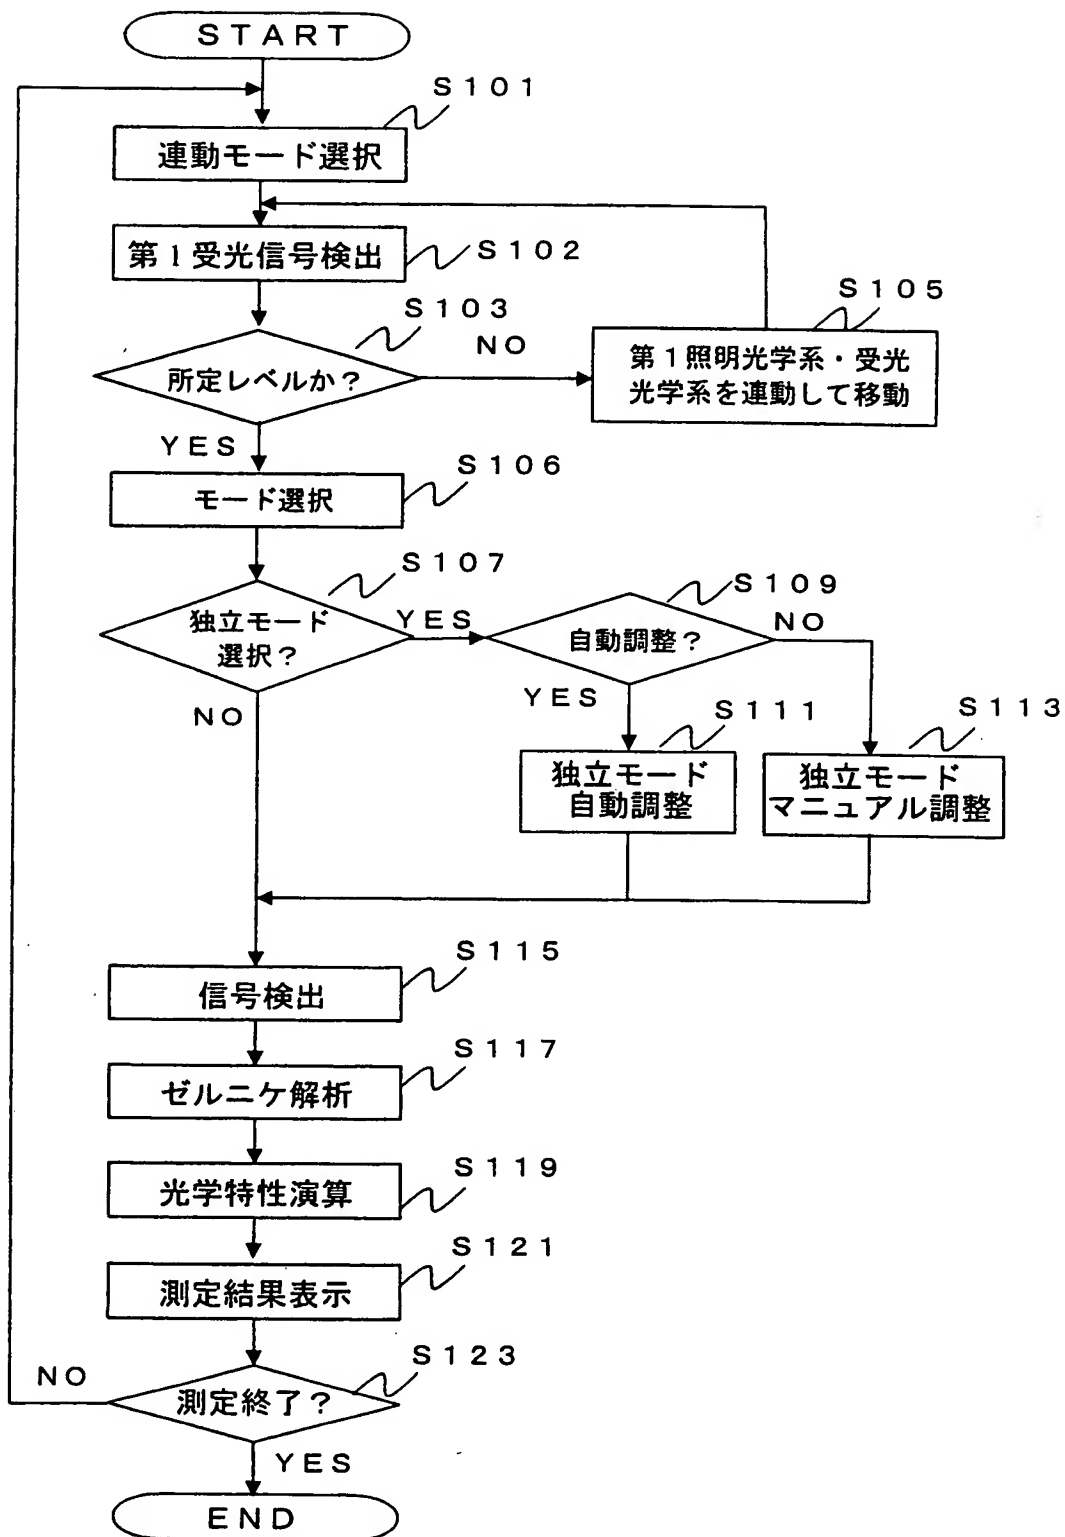 START
S101
連動モード選択
第1受光信号検出
S102
S103
所定レベルか?
NO
S105
第1照明光学系・受光
光学系を連動して移動
YES
S106
モード選択
S107
独立モード
選択?
YES
S109
自動調整?
NO
NO
YES
S111
独立モード
自動調整
S113
独立モード
マニュアル調整
S115
信号検出
S117
ゼルニケ解析
S119
光学特性演算
S121
測定結果表示
S123
測定終了?
NO
YES
END